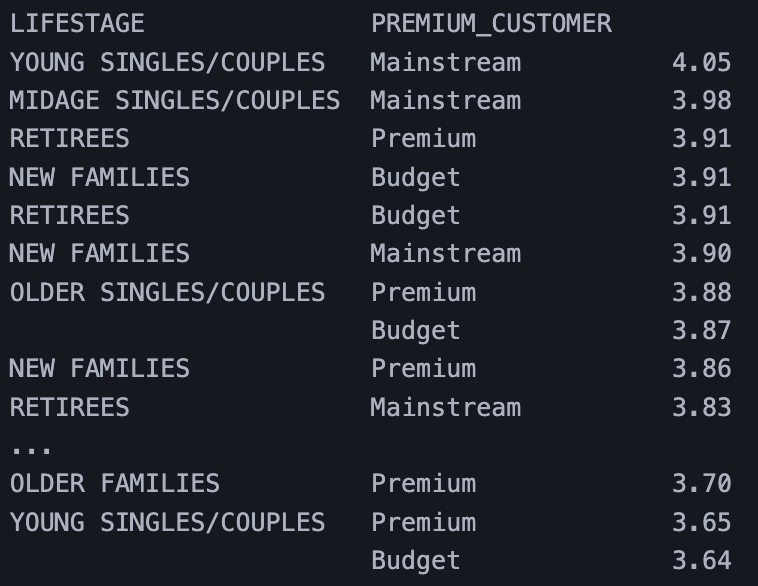 LIFESTAGE PREMIUM_CUSTOMER
YOUNG SINGLES/COUPLES Mainstream 4.05
MIDAGE SINGLES/COUPLES Mainstream 3.98
RETIREES Premium 3.91
NEW FAMILIES Budget 3.91
RETIREES Budget 3.91
NEW FAMILIES Mainstream 3.90
OLDER SINGLES/COUPLES Premium 3.88
Budget 3.87
NEW FAMILIES Premium 3.86
RETIREES Mainstream 3.83
...
OLDER FAMILIES Premium 3.70
YOUNG SINGLES/COUPLES Premium 3.65
Budget 3.64